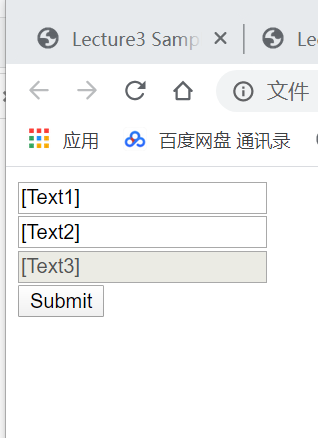 Lecture3 Samp
Le
文件
应用 百度网盘 通讯录
[Text1]
[Text2]
[Text3]
Submit